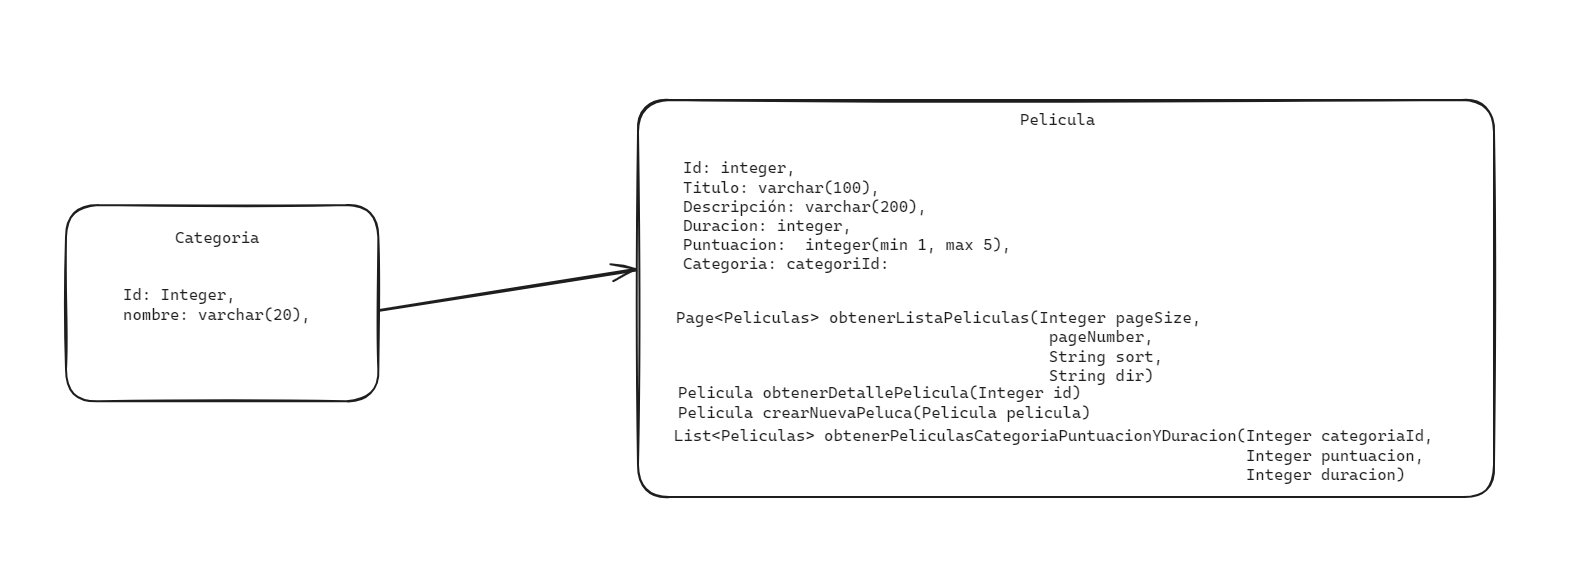 Categoria
Id: Integer,
nombre: varchar(20),
Pelicula
Id: integer,
Titulo: varchar(100),
Descripción: varchar(200),
Duracion: integer,
Puntuacion:  integer(min 1, max 5),
Categoria: categoriId:
Page<Peliculas> obtenerListaPeliculas(Integer pageSize,
pageNumber,
String sort,
String dir)
Pelicula obtenerDetallePelicula(Integer id)
Pelicula crearNuevaPeluca(Pelicula pelicula)
List<Peliculas> obtenerPeliculasCategoriaPuntuacionYDuracion(Integer categoriaId,
Integer puntuacion,
Integer duracion)